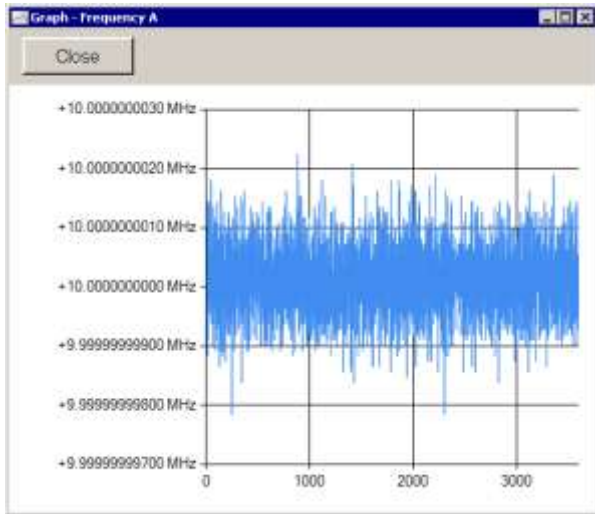 Graph - Frequency A
Close
+10.0000000030 MHz
+10.0000000020 MHz
+10.0000000010 MHz
+10.0000000000 MHz
+9.99999999900 MHz
+9.99999999800 MHz
+9.99999999700 MHz
0 1000 2000 3000